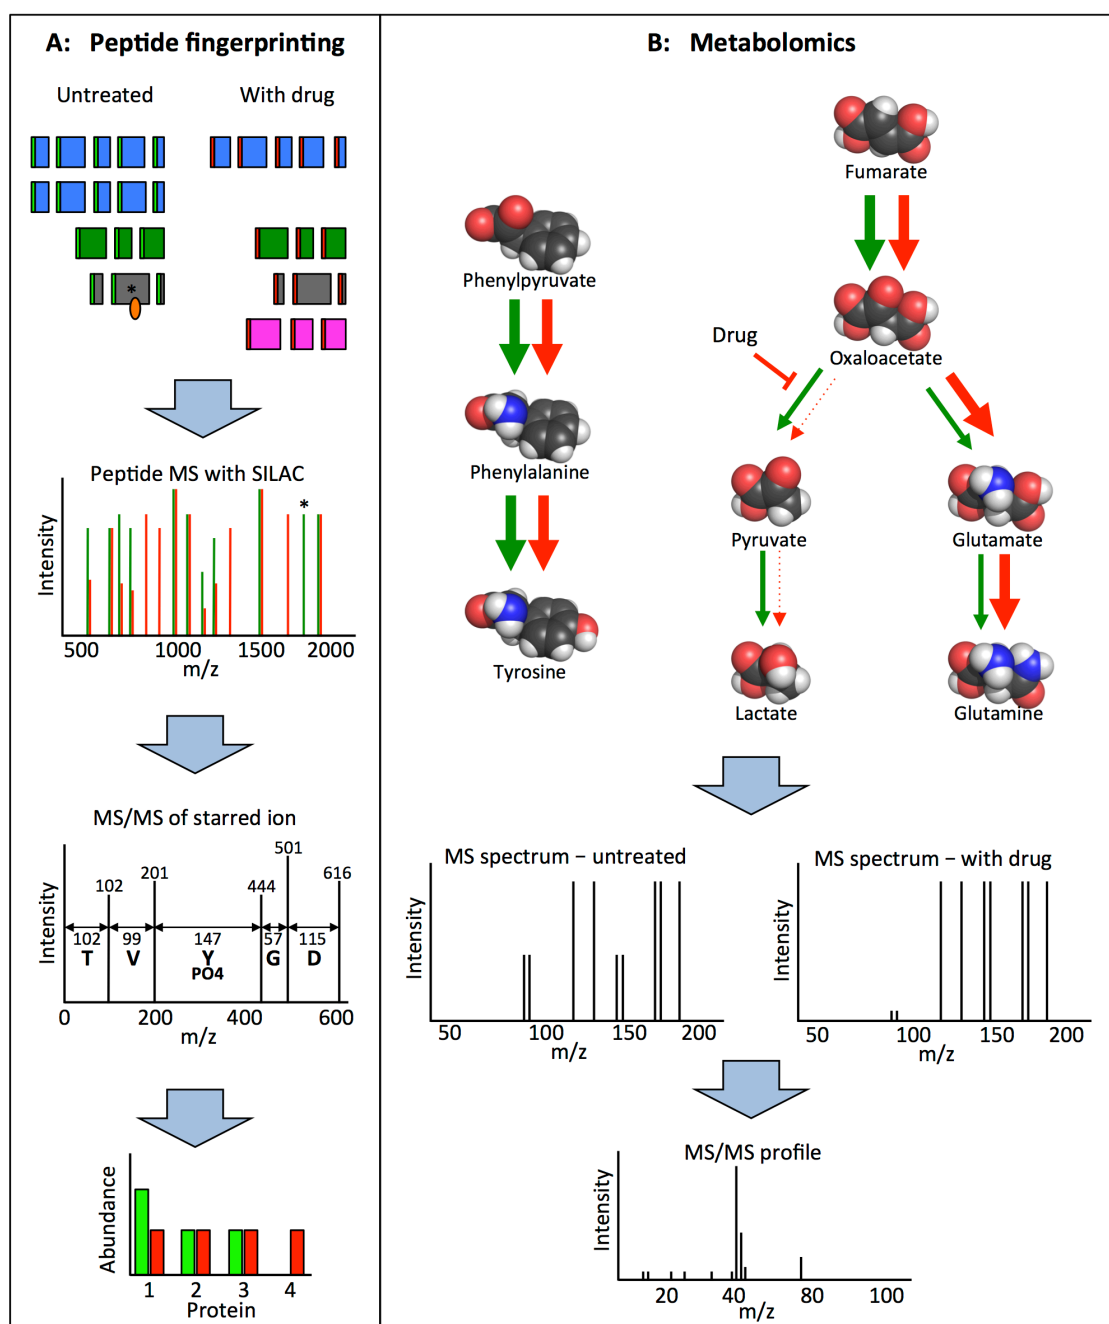 A: Peptide fingerprinting
Untreated
With drug
*
Peptide MS with SILAC
*
Intensity
500 1000 1500 2000
m/z
MS/MS of starred ion
501
102 201 444 616
Intensity
102 99 147 57 115
T V Y G D
PO4
0 200 400 600
m/z
Abundance
1 2 3 4
Protein
B: Metabolomics
Fumarate
Phenylpyruvate
Drug
Oxaloacetate
Phenylalanine
Pyruvate
Glutamate
Tyrosine
Lactate
Glutamine
MS spectrum – untreated
Intensity
50 100 150 200
m/z
MS spectrum – with drug
Intensity
50 100 150 200
m/z
MS/MS profile
Intensity
20 40 60 80 100
m/z